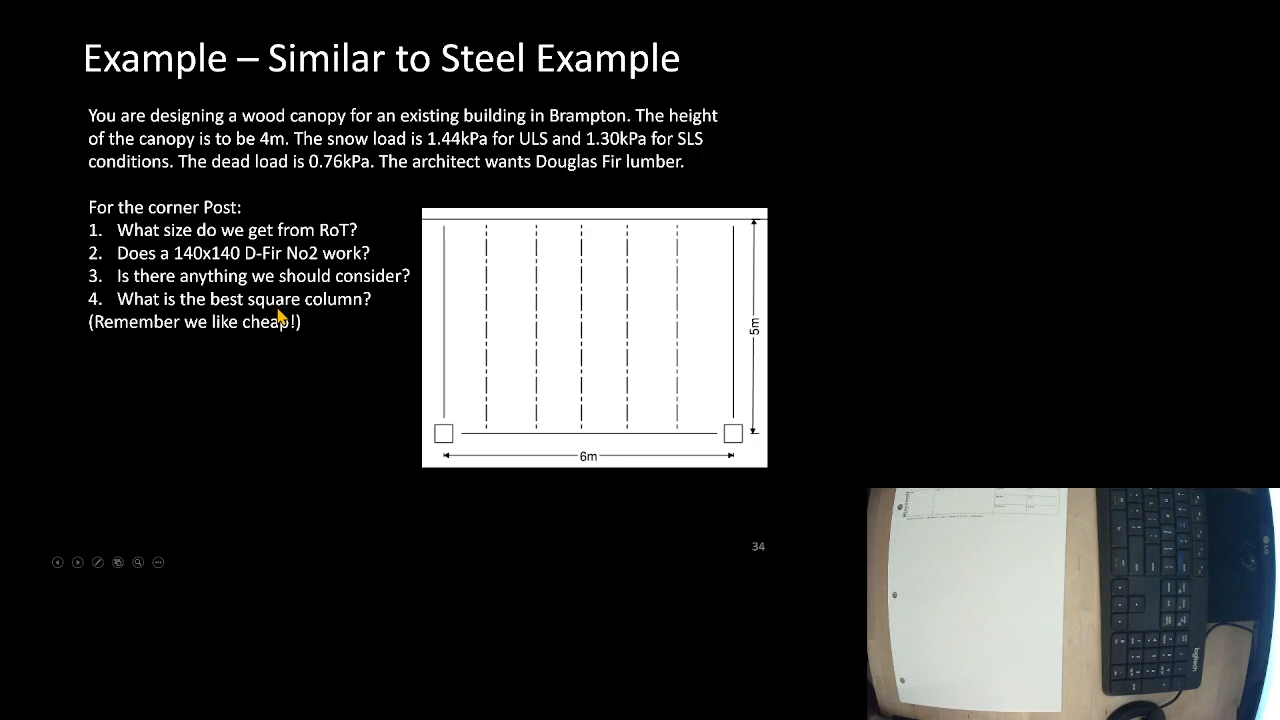 Example – Similar to Steel Example
You are designing a wood canopy for an existing building in Brampton. The height
of the canopy is to be 4m. The snow load is 1.44kPa for ULS and 1.30kPa for SLS
conditions. The dead load is 0.76kPa. The architect wants Douglas Fir lumber.
For the corner Post:
1. What size do we get from RoT?
2. Does a 140x140 D-Fir No2 work?
3. Is there anything we should consider?
4. What is the best square column?
(Remember we like cheap!)
5m
6m
34
LG
logitech